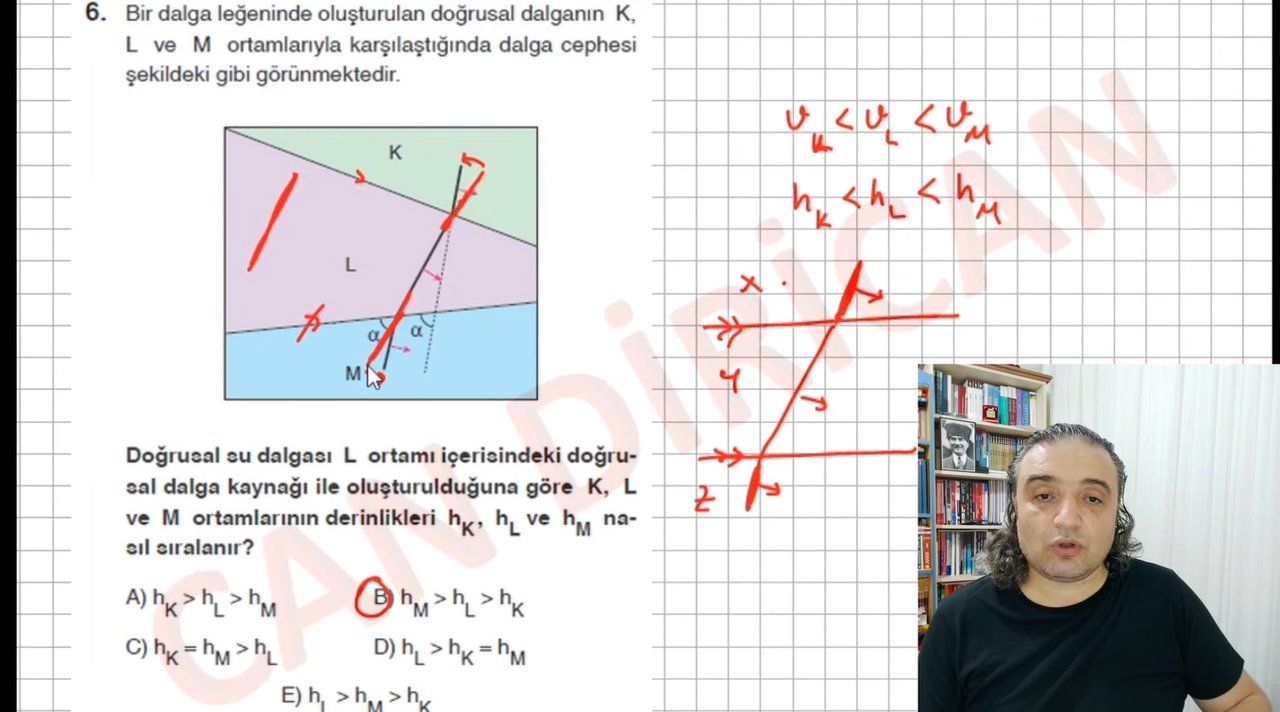 6. Bir dalga leğeninde oluşturulan doğrusal dalganın K,
L ve M ortamlarıyla karşılaştığında dalga cephesi
şekildeki gibi görünmektedir.
K
L
α α
M
Doğrusal su dalgası L ortamı içerisindeki doğru-
sal dalga kaynağı ile oluşturulduğuna göre K, L
ve M ortamlarının derinlikleri hK, hL ve hM na-
sıl sıralanır?
A) hK > hL > hM
B) hM > hL > hK
C) hK = hM > hL
D) hL > hK = hM
E) hL > hM > hK
vK < vL < vM
hK < hL < hM
x
y
z
CAN DİRİCAN